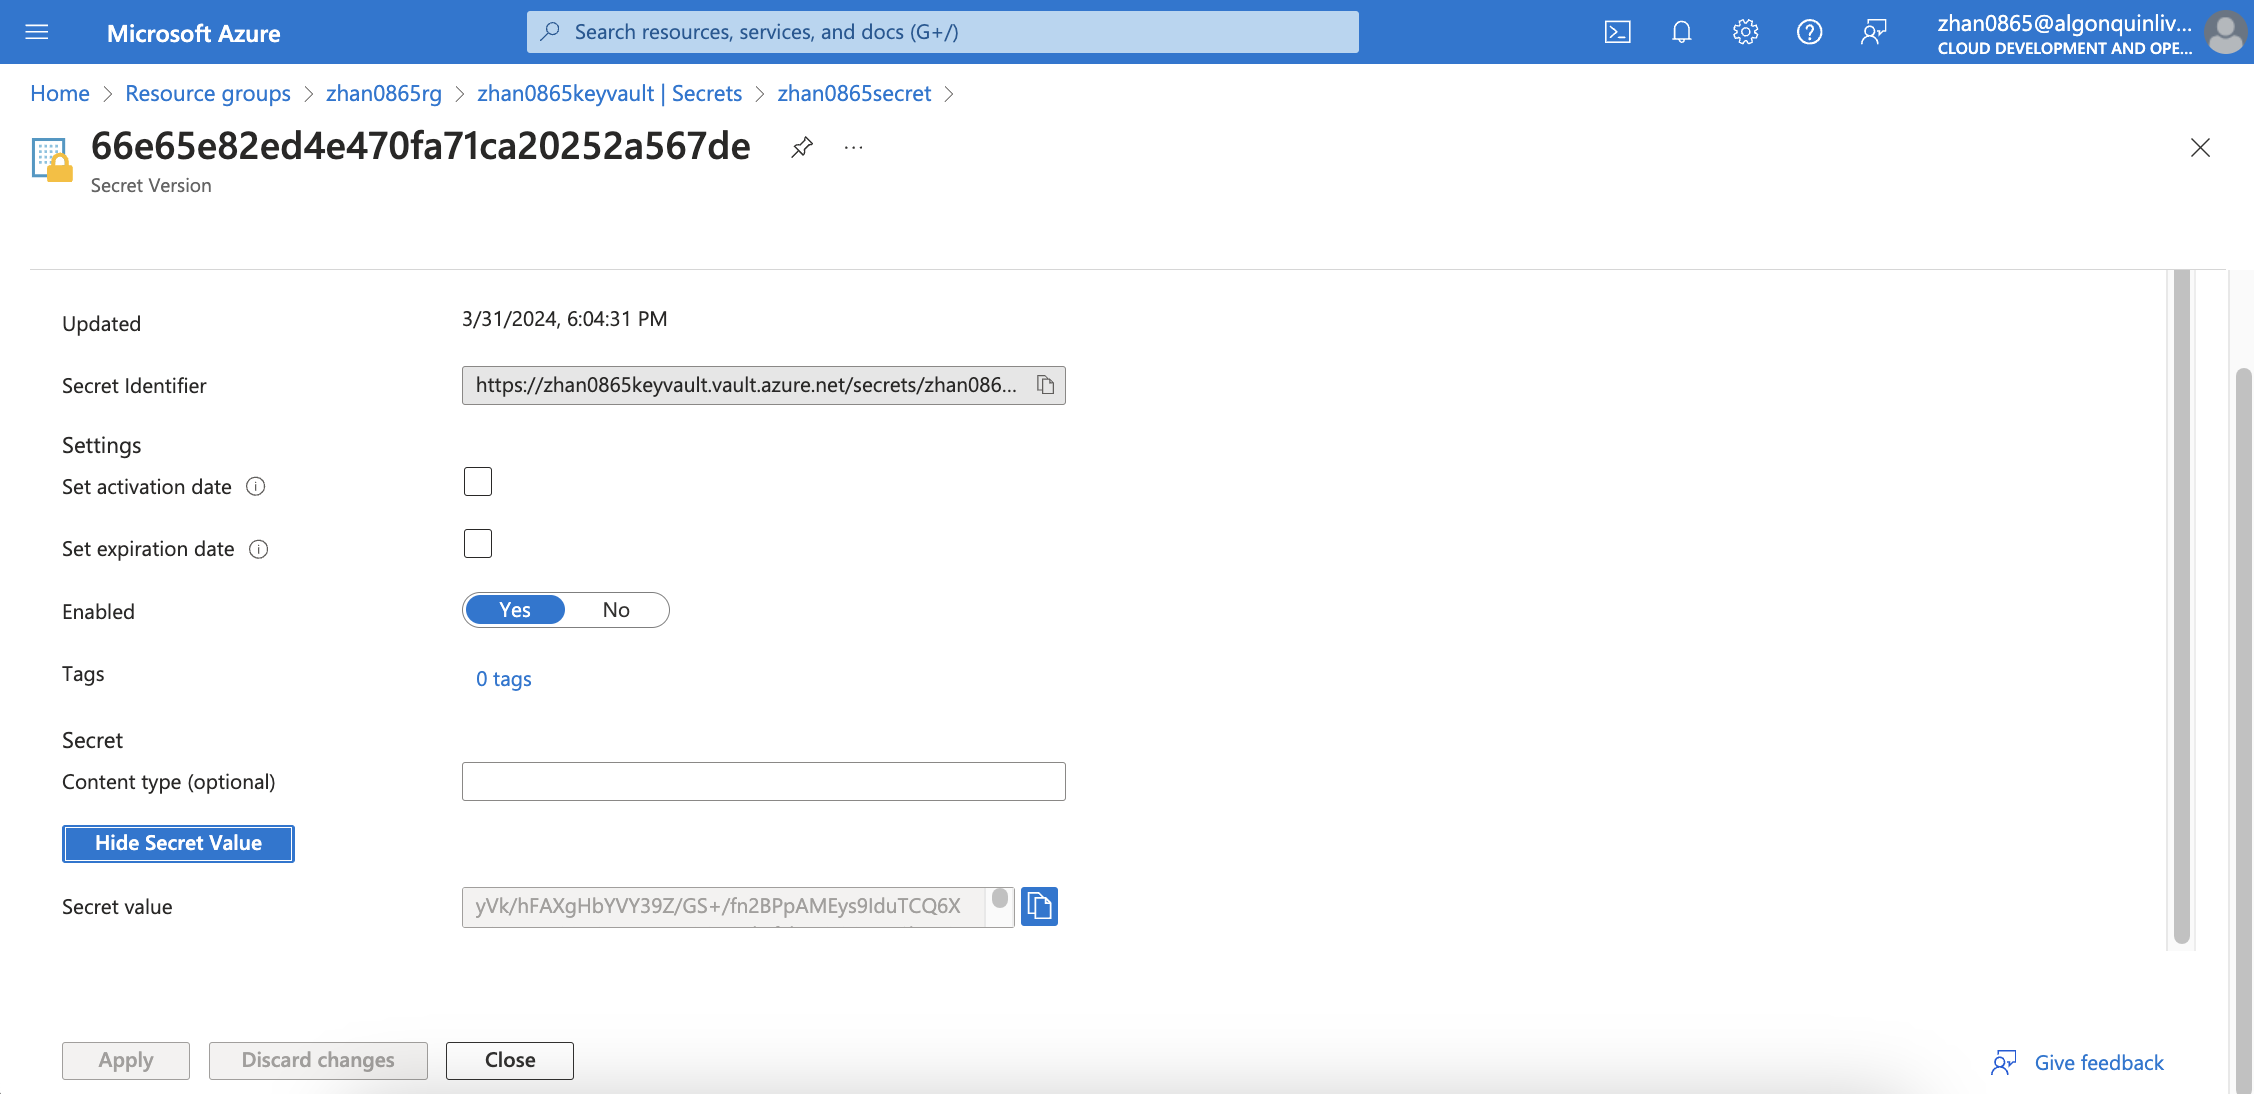 Microsoft Azure
Search resources, services, and docs (G+/)
zhan0865@algonquinliv...
CLOUD DEVELOPMENT AND OPE...
Home > Resource groups > zhan0865rg > zhan0865keyvault | Secrets > zhan0865secret >
66e65e82ed4e470fa71ca20252a567de
Secret Version
Updated
3/31/2024, 6:04:31 PM
Secret Identifier
https://zhan0865keyvault.vault.azure.net/secrets/zhan086...
Settings
Set activation date
Set expiration date
Enabled
Yes No
Tags
0 tags
Secret
Content type (optional)
Hide Secret Value
Secret value
yVk/hFAXgHbYVY39Z/GS+/fn2BPpAMEys9IduTCQ6X
Apply
Discard changes
Close
Give feedback